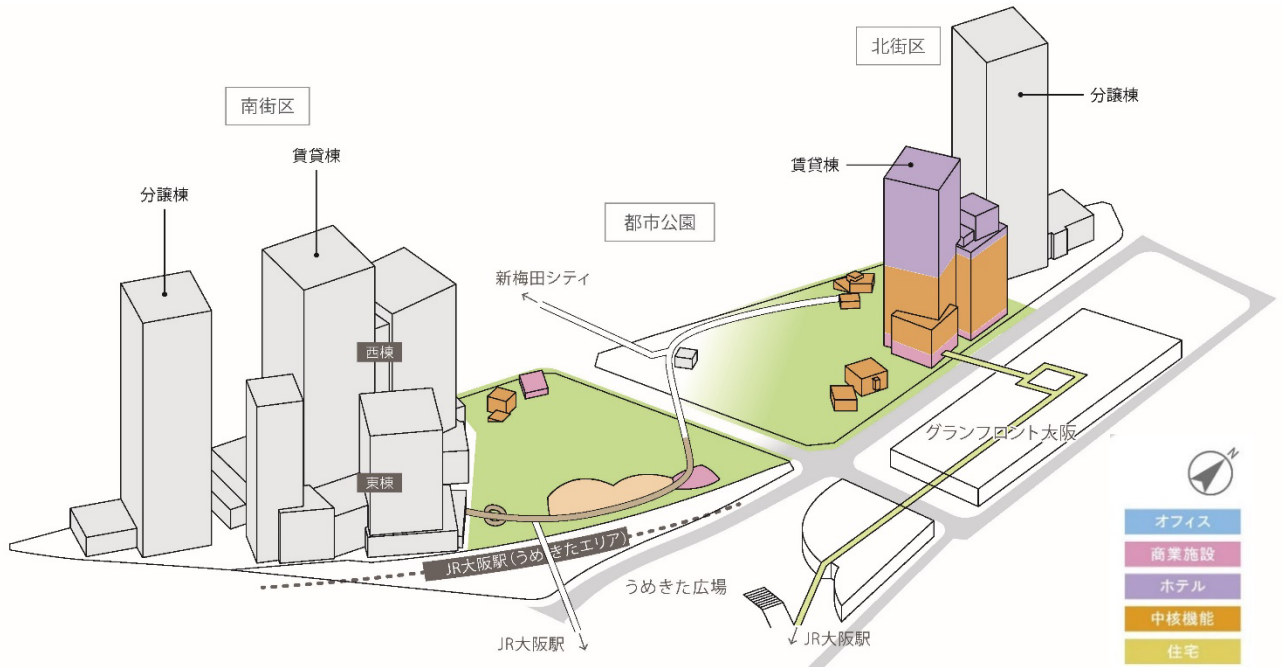 北街区
分譲棟
南街区
賃貸棟
賃貸棟
分譲棟
都市公園
新梅田シティ
西棟
グランフロント大阪
N
東棟
オフィス
JR大阪駅(うめきたエリア)
商業施設
うめきた広場
ホテル
中核機能
JR大阪駅
JR大阪駅
住宅